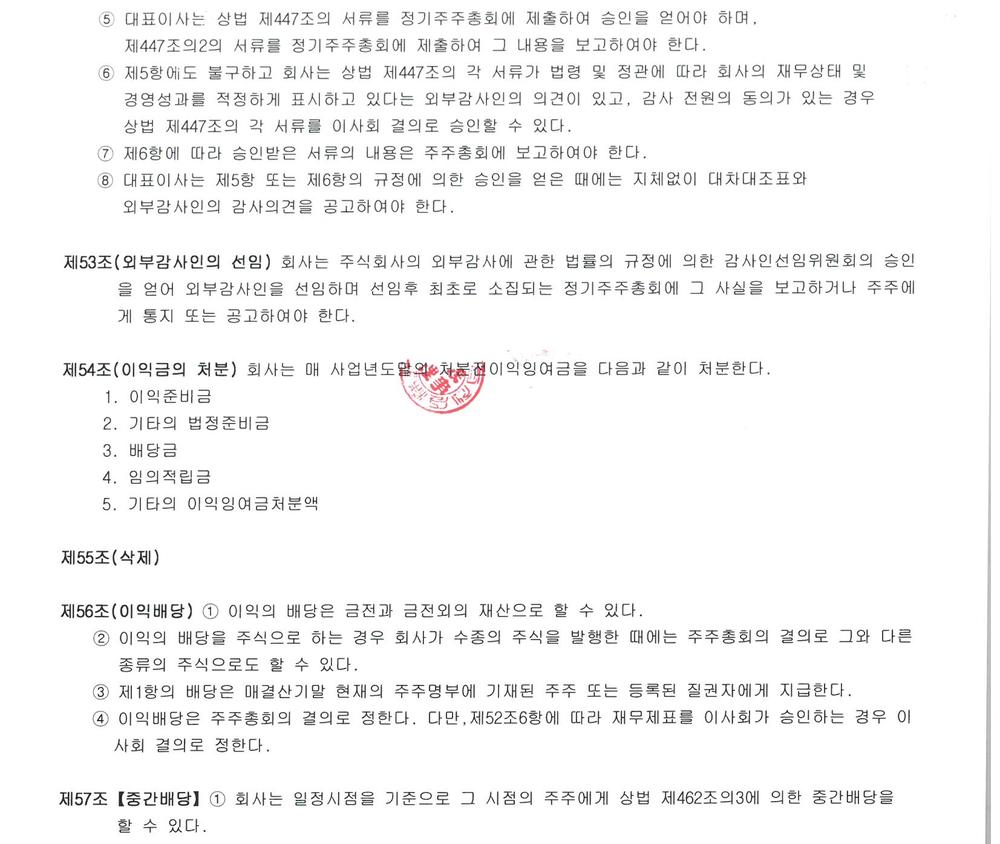 ⑤ 대표이사는 상법 제447조의 서류를 정기주주총회에 제출하여 승인을 얻어야 하며,
제447조의2의 서류를 정기주주총회에 제출하여 그 내용을 보고하여야 한다.
⑥ 제5항에도 불구하고 회사는 상법 제447조의 각 서류가 법령 및 정관에 따라 회사의 재무상태 및
경영성과를 적정하게 표시하고 있다는 외부감사인의 의견이 있고, 감사 전원의 동의가 있는 경우
상법 제447조의 각 서류를 이사회 결의로 승인할 수 있다.
⑦ 제6항에 따라 승인받은 서류의 내용은 주주총회에 보고하여야 한다.
⑧ 대표이사는 제5항 또는 제6항의 규정에 의한 승인을 얻은 때에는 지체없이 대차대조표와
외부감사인의 감사의견을 공고하여야 한다.
제53조(외부감사인의 선임) 회사는 주식회사의 외부감사에 관한 법률의 규정에 의한 감사인선임위원회의 승인
을 얻어 외부감사인을 선임하며 선임후 최초로 소집되는 정기주주총회에 그 사실을 보고하거나 주주에
게 통지 또는 공고하여야 한다.
제54조(이익금의 처분) 회사는 매 사업년도말의 처분전이익잉여금을 다음과 같이 처분한다.
1. 이익준비금
2. 기타의 법정준비금
3. 배당금
4. 임의적립금
5. 기타의 이익잉여금처분액
제55조(삭제)
제56조(이익배당) ① 이익의 배당은 금전과 금전외의 재산으로 할 수 있다.
② 이익의 배당을 주식으로 하는 경우 회사가 수종의 주식을 발행한 때에는 주주총회의 결의로 그와 다른
종류의 주식으로도 할 수 있다.
③ 제1항의 배당은 매결산기말 현재의 주주명부에 기재된 주주 또는 등록된 질권자에게 지급한다.
④ 이익배당은 주주총회의 결의로 정한다. 다만,제52조6항에 따라 재무제표를 이사회가 승인하는 경우 이
사회 결의로 정한다.
제57조【중간배당】 ① 회사는 일정시점을 기준으로 그 시점의 주주에게 상법 제462조의3에 의한 중간배당을
할 수 있다.